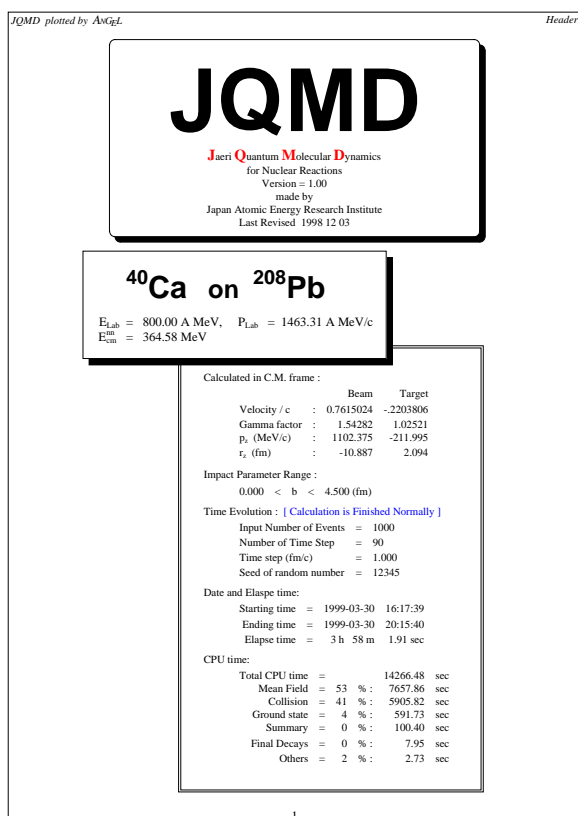 JQMD plotted by ANGEL Header
JQMD
Jaeri Quantum Molecular Dynamics
for Nuclear Reactions
Version = 1.00
made by
Japan Atomic Energy Research Institute
Last Revised 1998 12 03
40Ca on 208Pb
ELab = 800.00 A MeV, PLab = 1463.31 A MeV/c
Enncm = 364.58 MeV
Calculated in C.M. frame :
Beam Target
Velocity / c : 0.7615024 -.2203806
Gamma factor : 1.54282 1.02521
pz (MeV/c) : 1102.375 -211.995
rz (fm) : -10.887 2.094
Impact Parameter Range :
0.000 < b < 4.500 (fm)
Time Evolution : [ Calculation is Finished Normally ]
Input Number of Events = 1000
Number of Time Step = 90
Time step (fm/c) = 1.000
Seed of random number = 12345
Date and Elaspe time:
Starting time = 1999-03-30 16:17:39
Ending time = 1999-03-30 20:15:40
Elapse time = 3 h 58 m 1.91 sec
CPU time:
Total CPU time = 14266.48 sec
Mean Field = 53 % : 7657.86 sec
Collision = 41 % : 5905.82 sec
Ground state = 4 % : 591.73 sec
Summary = 0 % : 100.40 sec
Final Decays = 0 % : 7.95 sec
Others = 2 % : 2.73 sec
1